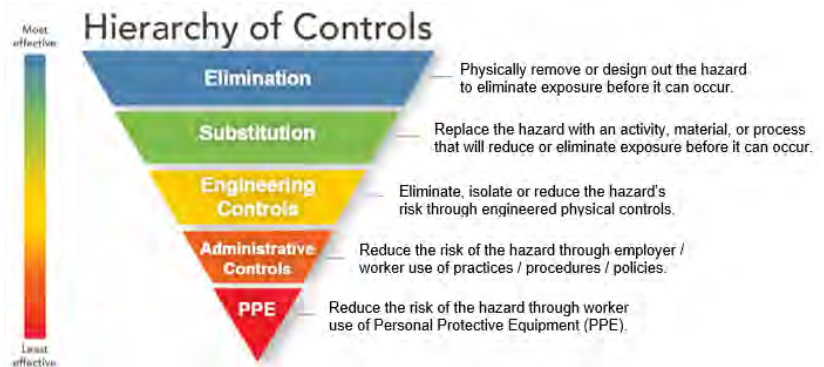 Most
effective
Hierarchy of Controls
Elimination
Physically remove or design out the hazard
to eliminate exposure before it can occur.
Substitution
Replace the hazard with an activity, material, or process
that will reduce or eliminate exposure before it can occur.
Engineering
Controls
Eliminate, isolate or reduce the hazard's
risk through engineered physical controls.
Administrative
Controls
Reduce the risk of the hazard through employer /
worker use of practices / procedures / policies.
PPE
Reduce the risk of the hazard through worker
use of Personal Protective Equipment (PPE).
Least
effective